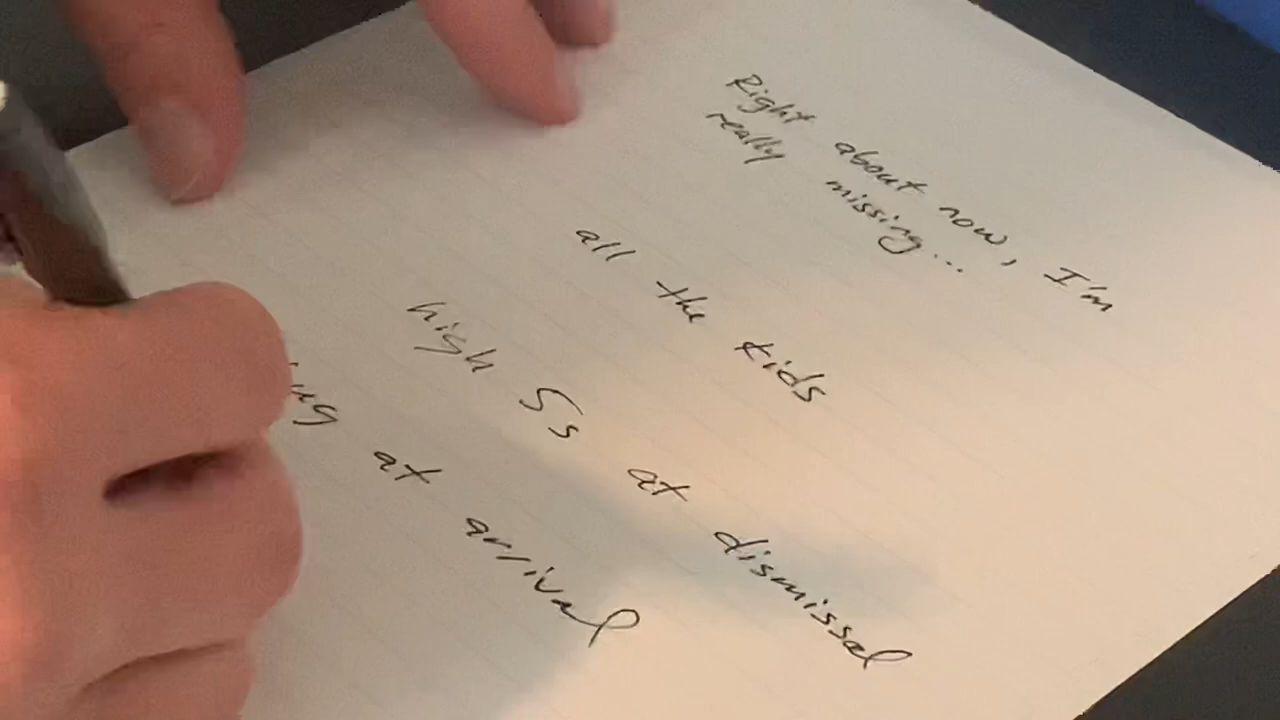 Right about now, I'm
really missing...
all the kids
high 5s at dismissal
at arrival